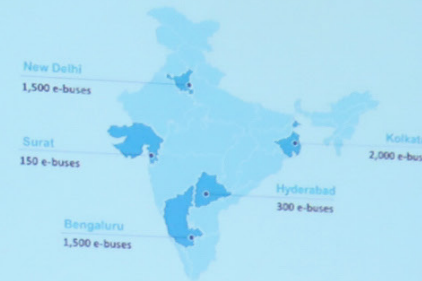 New Delhi
1,500 e-buses
Surat
150 e-buses
Kolkat
2,000 e-bus
Hyderabad
300 e-buses
Bengaluru
1,500 e-buses